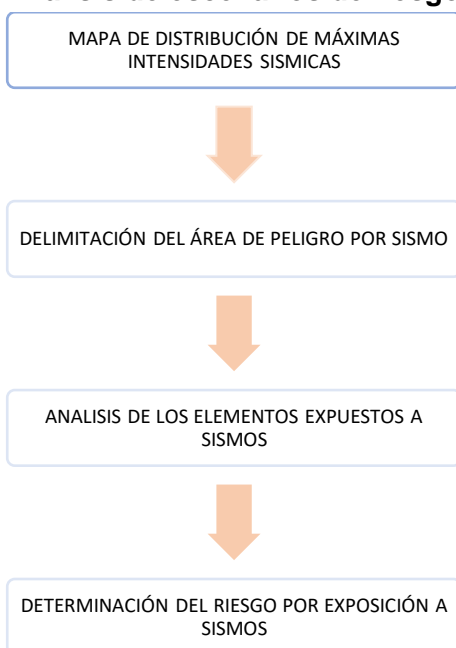 MAPA DE DISTRIBUCIÓN DE MÁXIMAS
INTENSIDADES SISMICAS
DELIMITACIÓN DEL ÁREA DE PELIGRO POR SISMO
ANALISIS DE LOS ELEMENTOS EXPUESTOS A
SISMOS
DETERMINACIÓN DEL RIESGO POR EXPOSICIÓN A
SISMOS